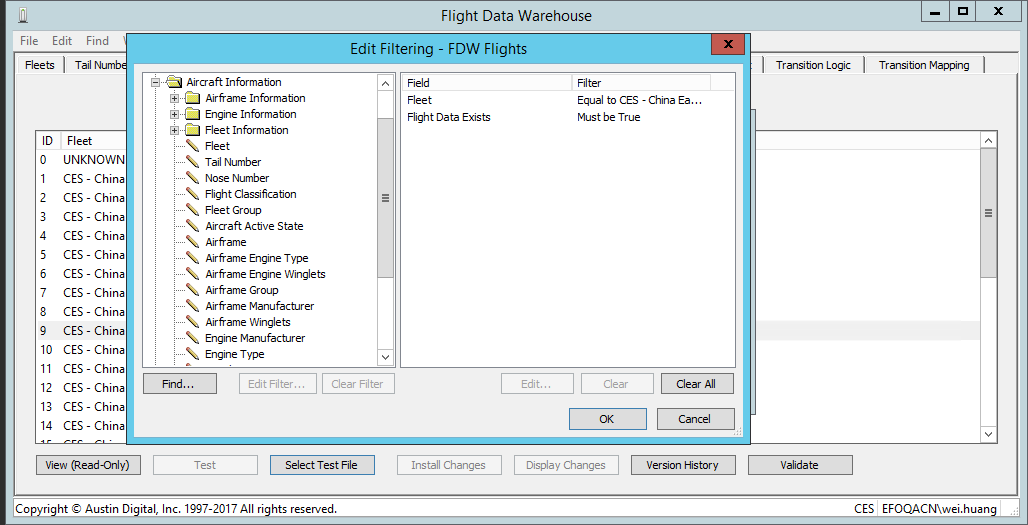 Flight Data Warehouse
File Edit Find
Edit Filtering - FDW Flights
x
Fleets Tail Numbe Transition Logic Transition Mapping
Aircraft Information
Airframe Information
Engine Information
Fleet Information
Fleet
Tail Number
Nose Number
Flight Classification
Fleet Group
Aircraft Active State
Airframe
Airframe Engine Type
Airframe Engine Winglets
Airframe Group
Airframe Manufacturer
Airframe Winglets
Engine Manufacturer
Engine Type
Field Filter
Fleet Equal to CES - China Ea...
Flight Data Exists Must be True
Find... Edit Filter... Clear Filter Edit... Clear Clear All
OK Cancel
ID Fleet
0 UNKNOWN
1 CES - China
2 CES - China
3 CES - China
4 CES - China
5 CES - China
6 CES - China
7 CES - China
8 CES - China
9 CES - China
10 CES - China
11 CES - China
12 CES - China
13 CES - China
14 CES - China
View (Read-Only) Test Select Test File Install Changes Display Changes Version History Validate
Copyright © Austin Digital, Inc. 1997-2017 All rights reserved. CES EFOQACN\wei.huang